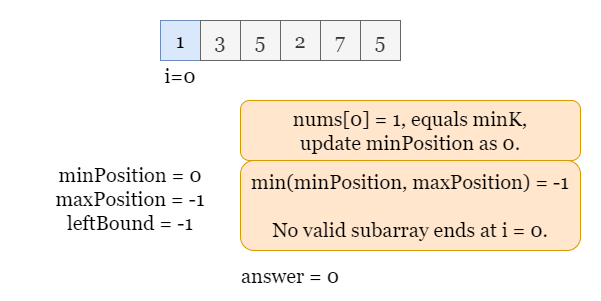 1 3 5 2 7 5
i=0
nums[0] = 1, equals minK,
update minPosition as 0.
minPosition = 0
maxPosition = -1
leftBound = -1
min(minPosition, maxPosition) = -1
No valid subarray ends at i = 0.
answer = 0